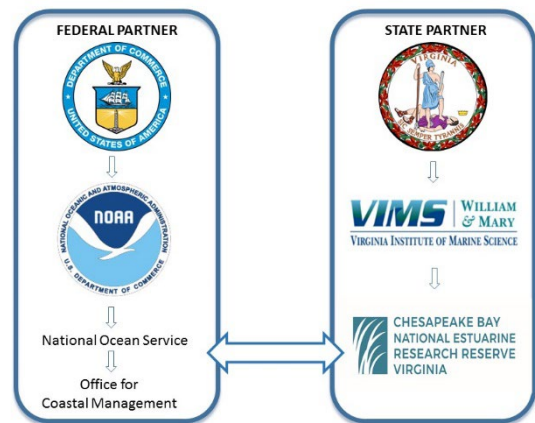 FEDERAL PARTNER
DEPARTMENT OF COMMERCE
UNITED STATES OF AMERICA
NATIONAL OCEANIC AND ATMOSPHERIC ADMINISTRATION
NOAA
U.S. DEPARTMENT OF COMMERCE
National Ocean Service
Office for
Coastal Management
STATE PARTNER
VIRGINIA
SIC SEMPER TYRANNIS
VIMS
WILLIAM
& MARY
VIRGINIA INSTITUTE OF MARINE SCIENCE
CHESAPEAKE BAY
NATIONAL ESTUARINE
RESEARCH RESERVE
VIRGINIA